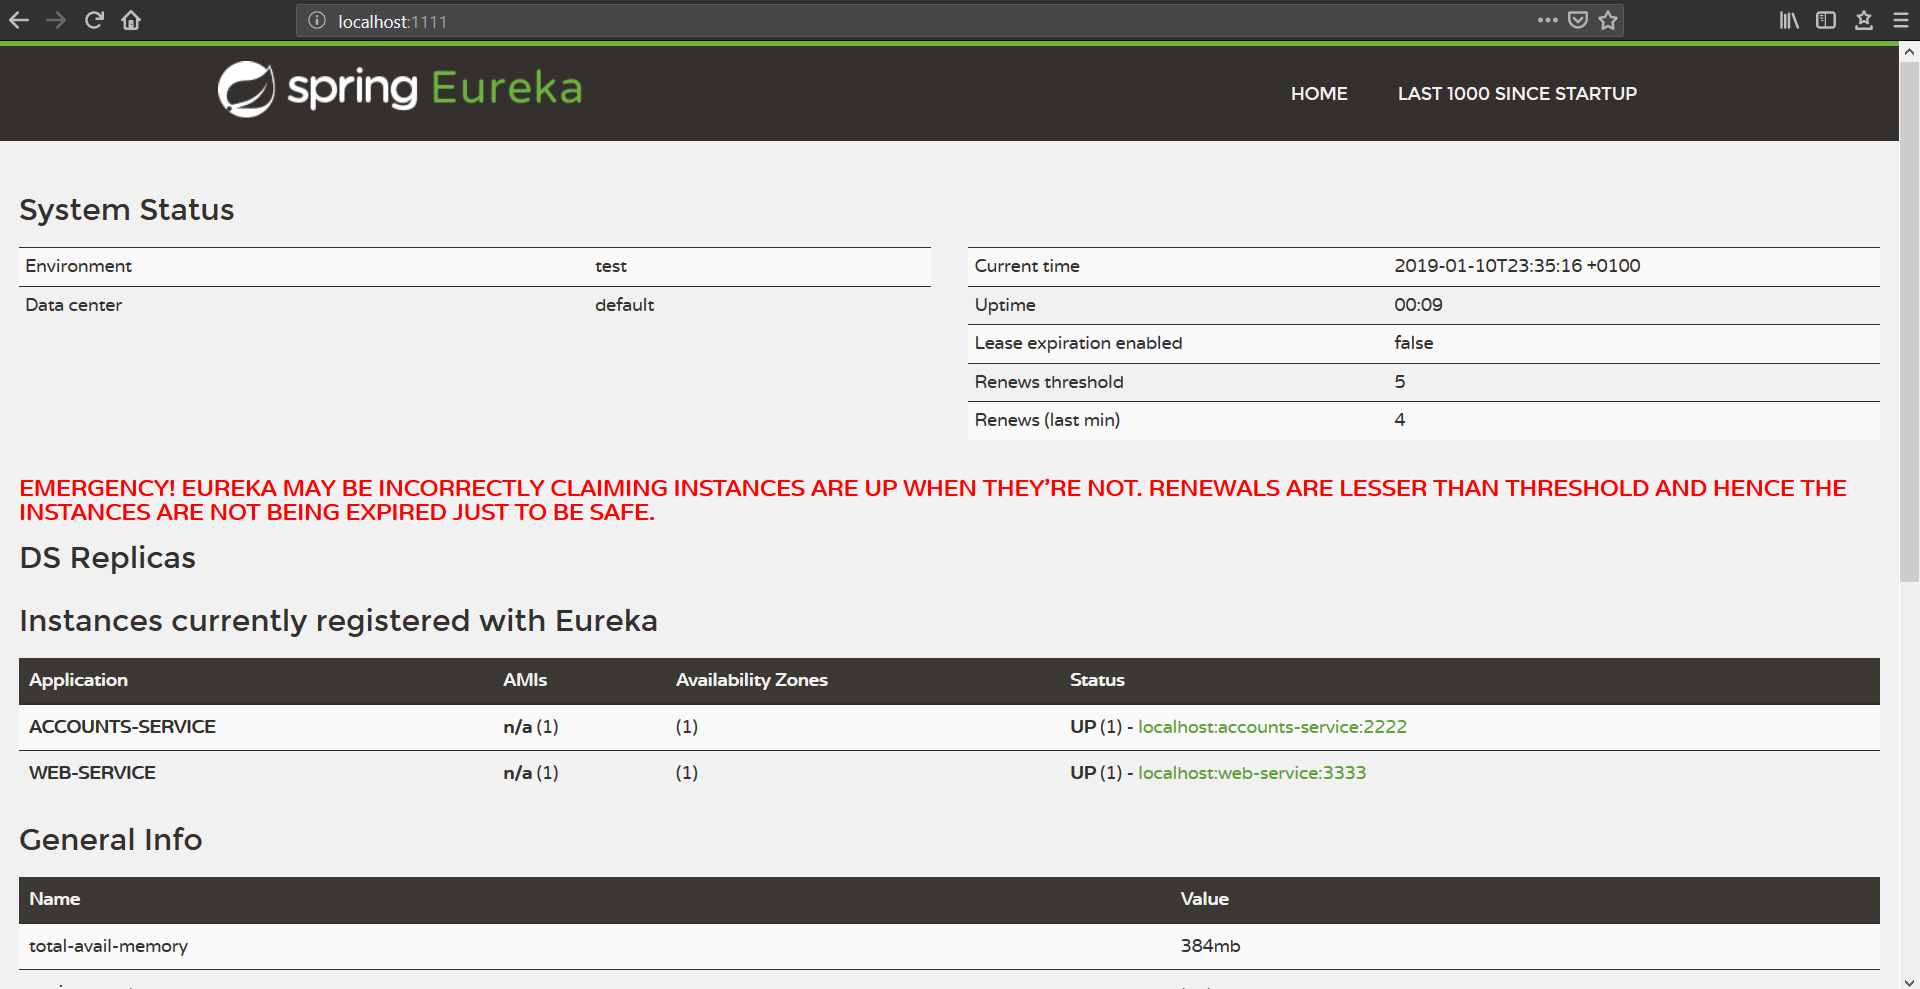 localhost:1111
spring Eureka
HOME LAST 1000 SINCE STARTUP
System Status
Environment test
Data center default
Current time 2019-01-10T23:35:16 +0100
Uptime 00:09
Lease expiration enabled false
Renews threshold 5
Renews (last min) 4
EMERGENCY! EUREKA MAY BE INCORRECTLY CLAIMING INSTANCES ARE UP WHEN THEY'RE NOT. RENEWALS ARE LESSER THAN THRESHOLD AND HENCE THE
INSTANCES ARE NOT BEING EXPIRED JUST TO BE SAFE.
DS Replicas
Instances currently registered with Eureka
Application AMIs Availability Zones Status
ACCOUNTS-SERVICE n/a (1) (1) UP (1) - localhost:accounts-service:2222
WEB-SERVICE n/a (1) (1) UP (1) - localhost:web-service:3333
General Info
Name Value
total-avail-memory 384mb